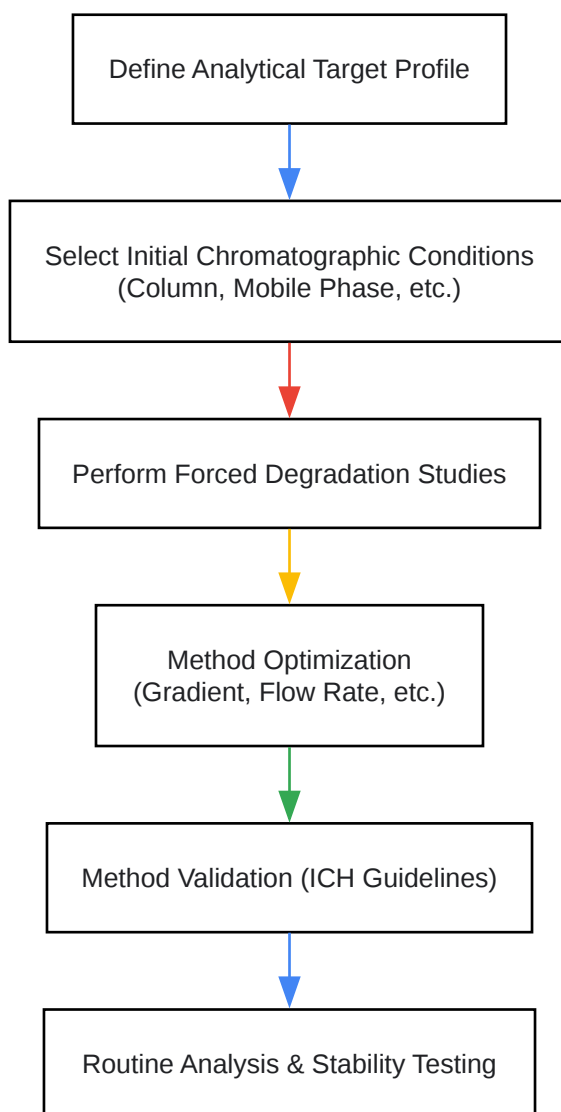 Define Analytical Target Profile
Select Initial Chromatographic Conditions
(Column, Mobile Phase, etc.)
Perform Forced Degradation Studies
Method Optimization
(Gradient, Flow Rate, etc.)
Method Validation (ICH Guidelines)
Routine Analysis & Stability Testing